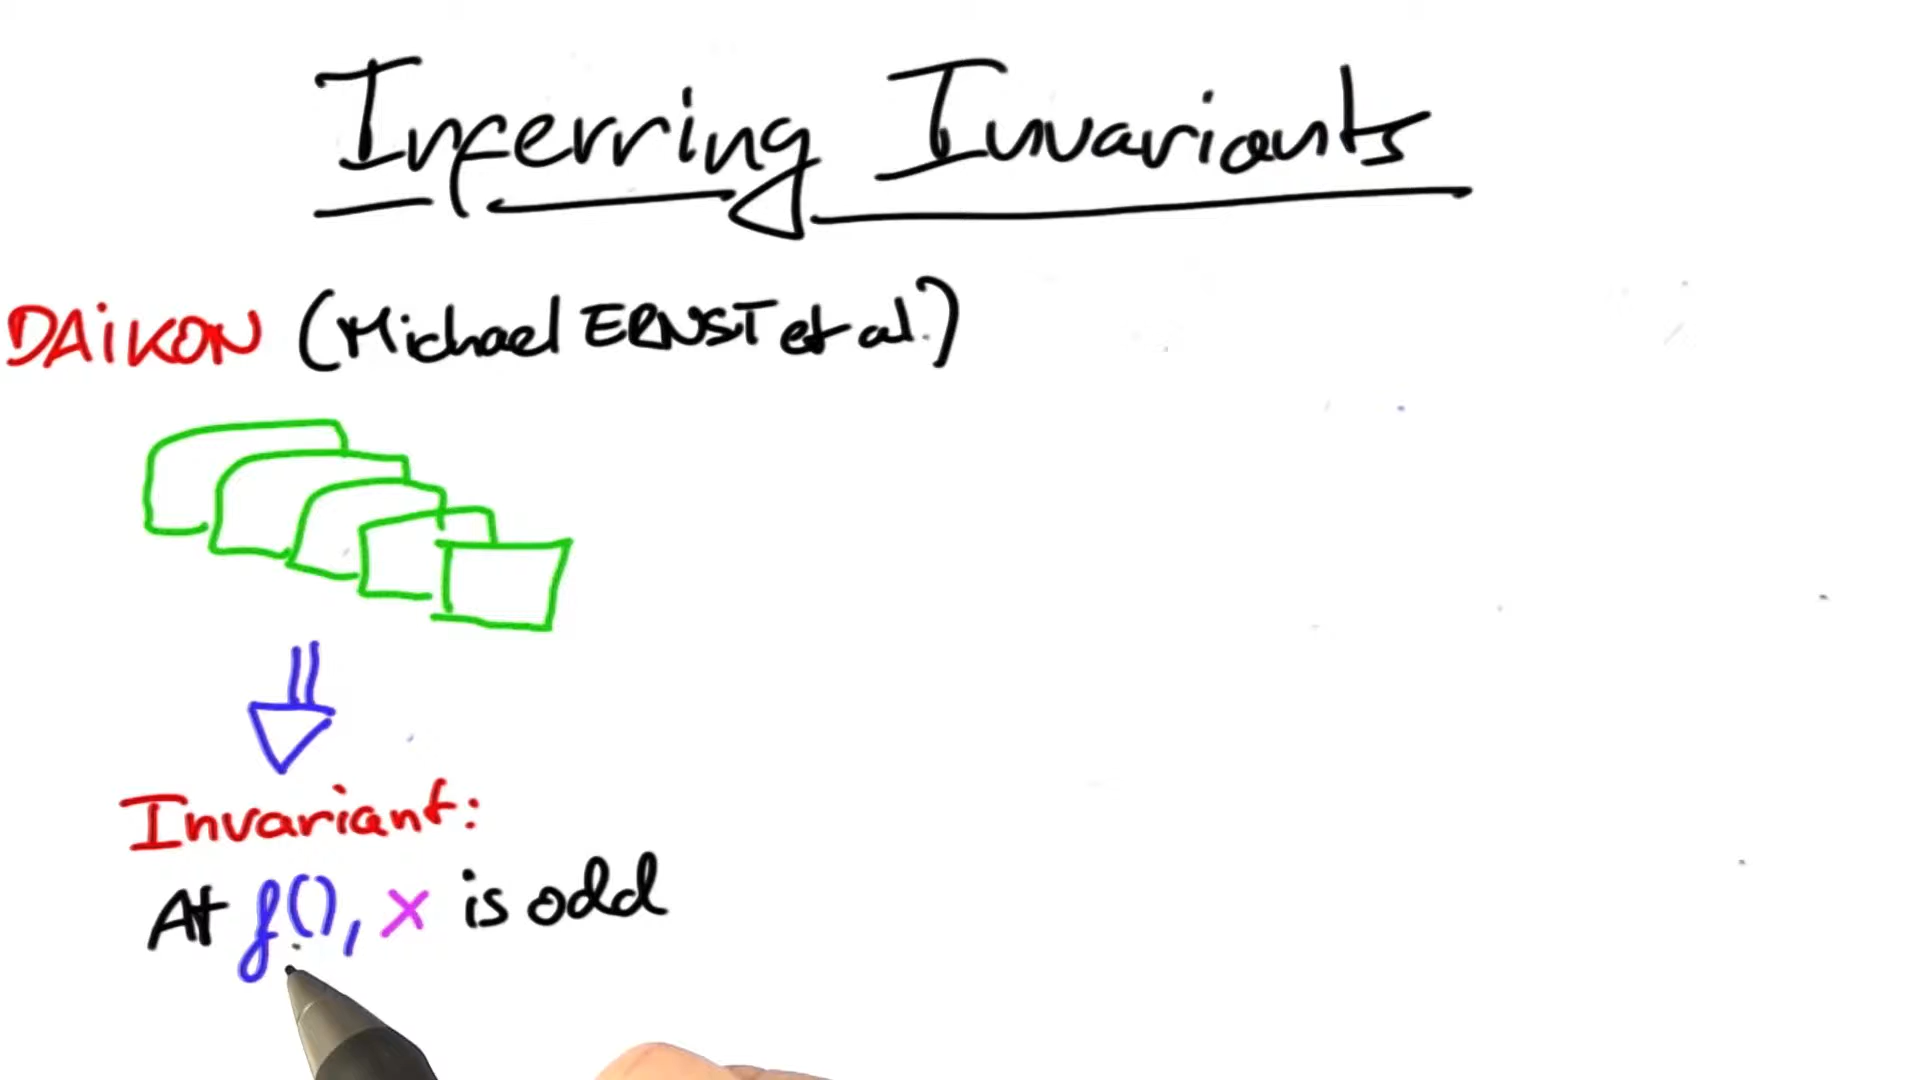 Inferring Invariants
DAiKON (Michael ERNST et al.)
Invariant:
At f(), x is odd